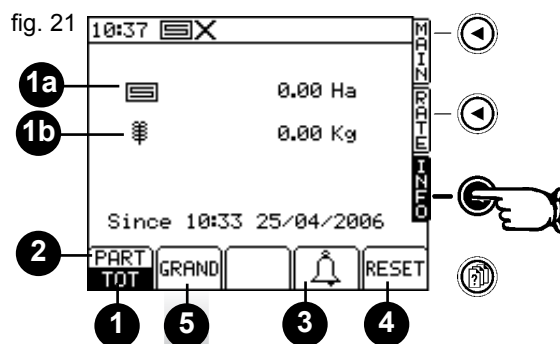 fig. 21
10:37
MAIN
1a
0.00 Ha
RATE
1b
0.00 Kg
INFO
Since 10:33 25/04/2006
2
PART
TOT
GRAND
RESET
1
5
3
4
?